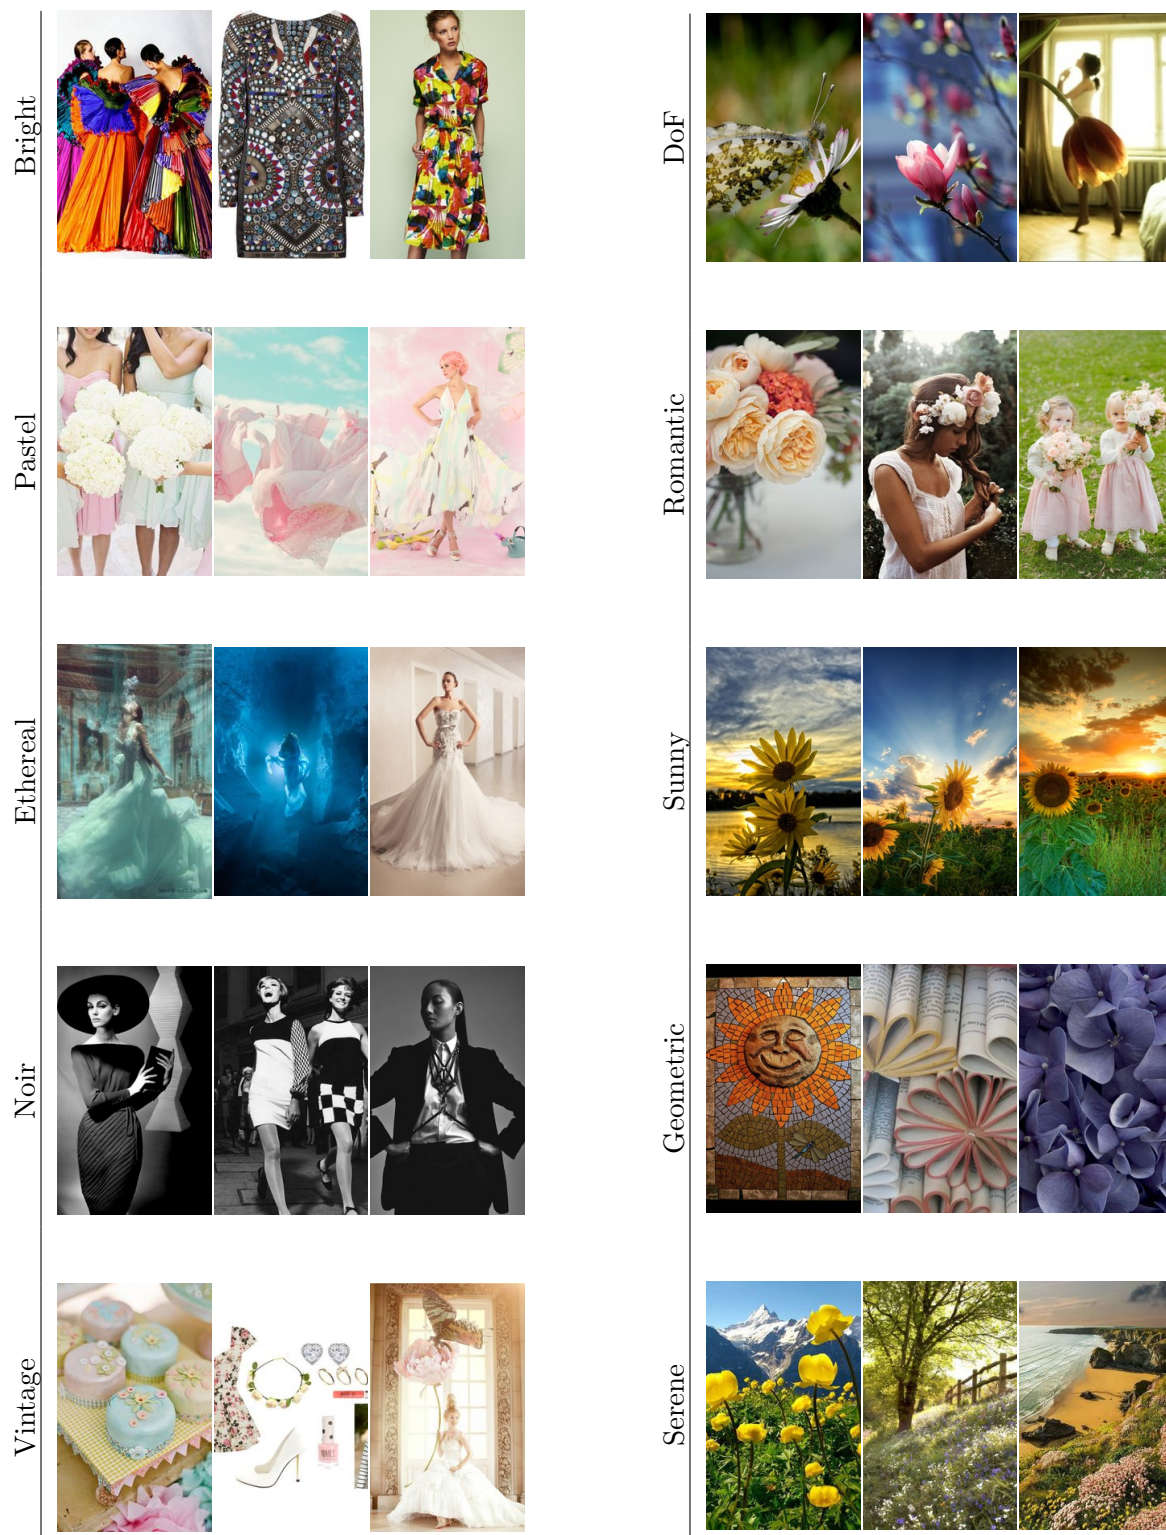 Bright
Pastel
Ethereal
Noir
Vintage
DoF
Romantic
Sunny
Geometric
Serene